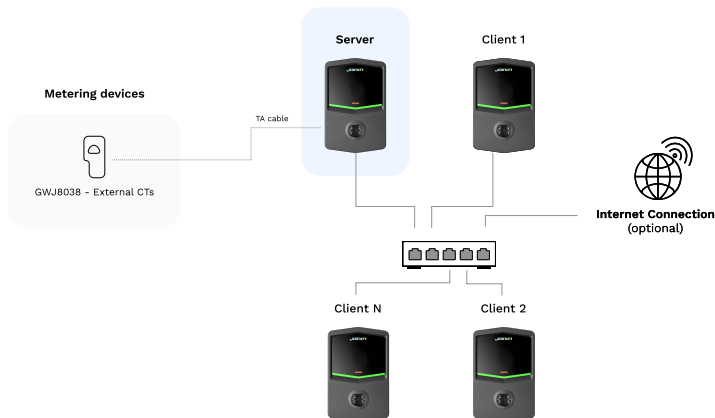 Server
Client 1
Metering devices
TA cable
GWJ8038 - External CTs
Internet Connection
(optional)
Client N
Client 2